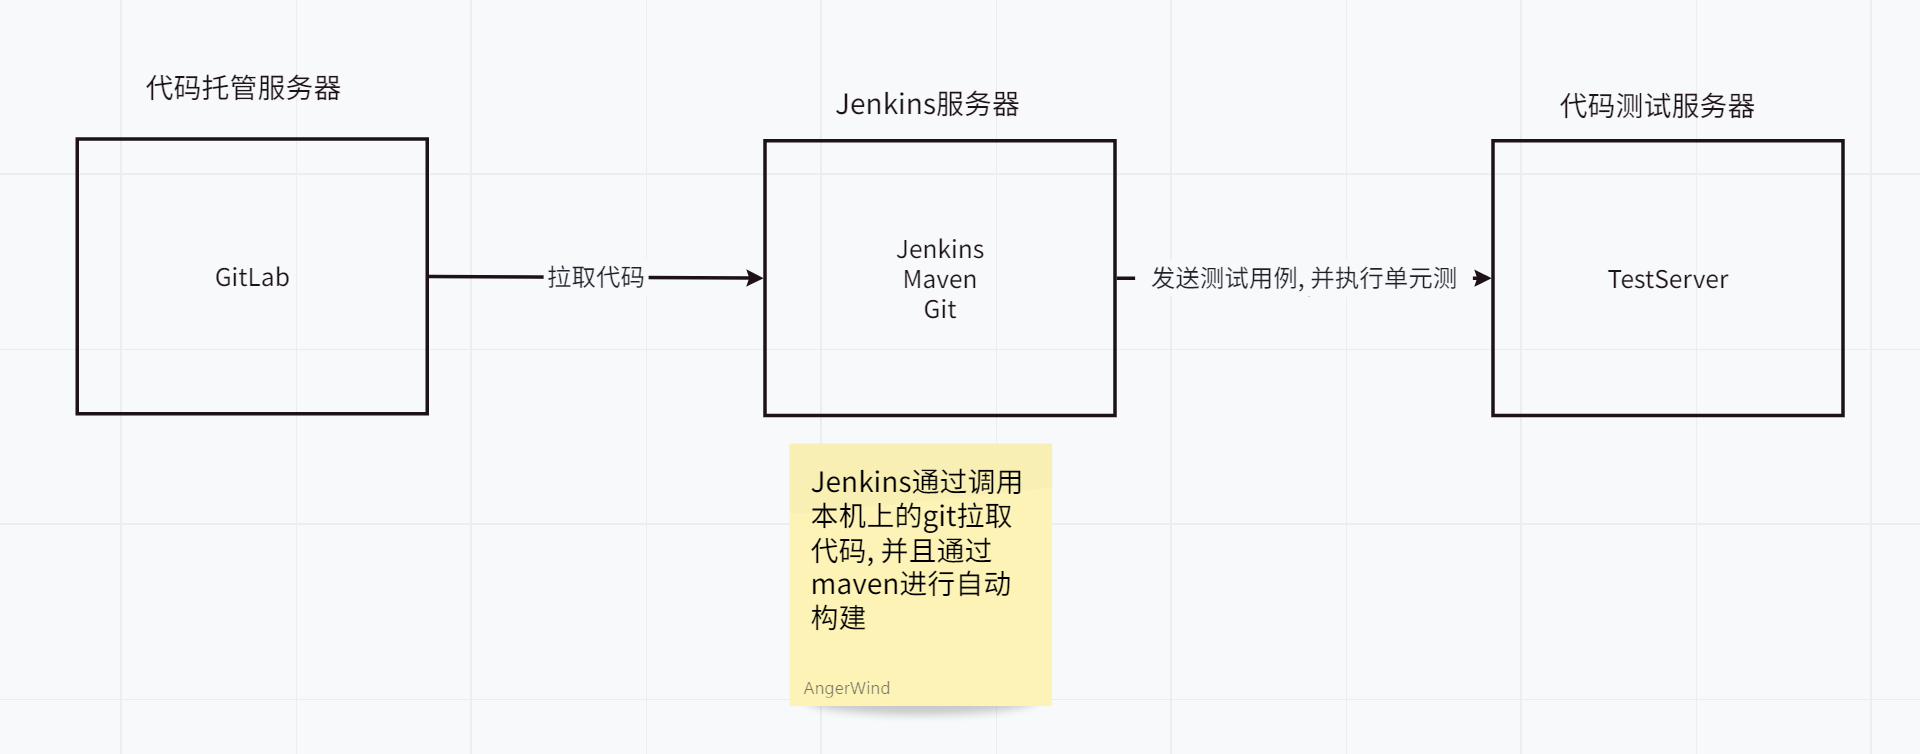 代码托管服务器
Jenkins服务器
代码测试服务器
GitLab
拉取代码
Jenkins
Maven
Git
发送测试用例, 并执行单元测
TestServer
Jenkins通过调用
本机上的git拉取
代码, 并且通过
maven进行自动
构建
AngerWind